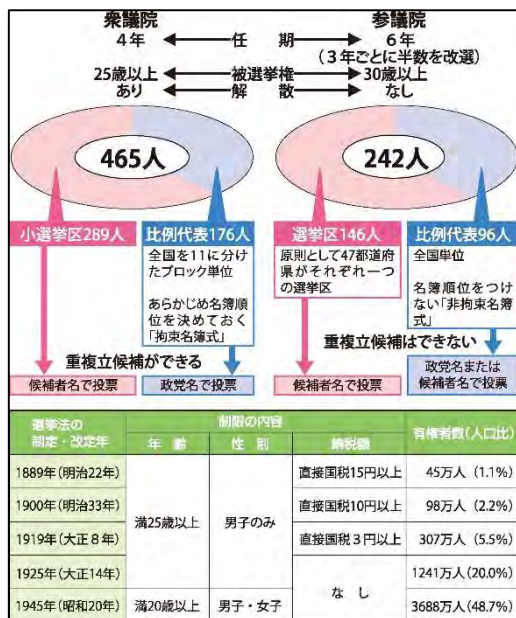 衆議院 参議院
4年 任期 6年
(3年ごとに半数を改選)
25歳以上 被選挙権 30歳以上
あり 解散 なし
465人 242人
小選挙区289人
比例代表176人
全国を11に分け
たブロック単位
あらかじめ名簿順
位を決めておく
「拘束名簿式」
選挙区146人
原則として47都道府
県がそれぞれ一つ
の選挙区
比例代表96人
全国単位
名簿順位をつけ
ない「非拘束名簿
式」
重複立候補ができる
重複立候補はできない
候補者名で投票
政党名で投票
候補者名で投票
政党名または
候補者名で投票
選挙法の
制定・改定年
制限の内容
有権者数(人口比)
年齢 性別 納税額
1889年(明治22年) 直接国税15円以上 45万人(1.1%)
1900年(明治33年) 直接国税10円以上 98万人(2.2%)
満25歳以上 男子のみ
1919年(大正8年) 直接国税3円以上 307万人(5.5%)
1925年(大正14年) 1241万人(20.0%)
なし
1945年(昭和20年) 満20歳以上 男子・女子 3688万人(48.7%)